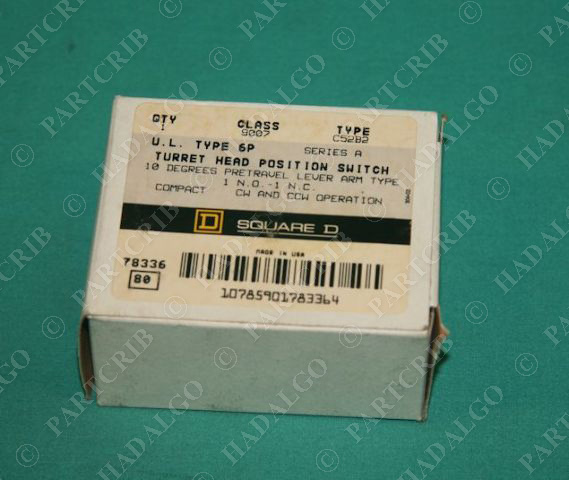 QTY CLASS TYPE
1 9007 C52B2
U.L. TYPE 6P SERIES A
TURRET HEAD POSITION SWITCH
10 DEGREES PRETRAVEL LEVER ARM TYPE
1 N.O.-1 N.C.
COMPACT CW AND CCW OPERATION
D SQUARE D
MADE IN USA
78336
80
10785901783364
PARTCRIB
HADALGO